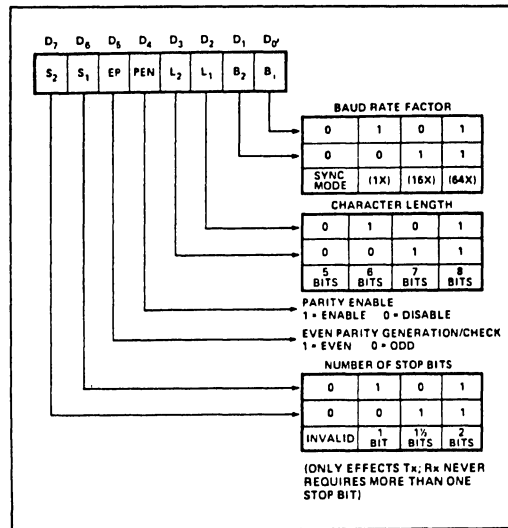 D7 D6 D5 D4 D3 D2 D1 D0
S2 S1 EP PEN L2 L1 B2 B1
BAUD RATE FACTOR
0 1 0 1
0 0 1 1
SYNC MODE (1X) (16X) (64X)
CHARACTER LENGTH
0 1 0 1
0 0 1 1
5 BITS 6 BITS 7 BITS 8 BITS
PARITY ENABLE
1 = ENABLE 0 = DISABLE
EVEN PARITY GENERATION/CHECK
1 = EVEN 0 = ODD
NUMBER OF STOP BITS
0 1 0 1
0 0 1 1
INVALID 1 BIT 1½ BITS 2 BITS
(ONLY EFFECTS Tx; Rx NEVER
REQUIRES MORE THAN ONE
STOP BIT)